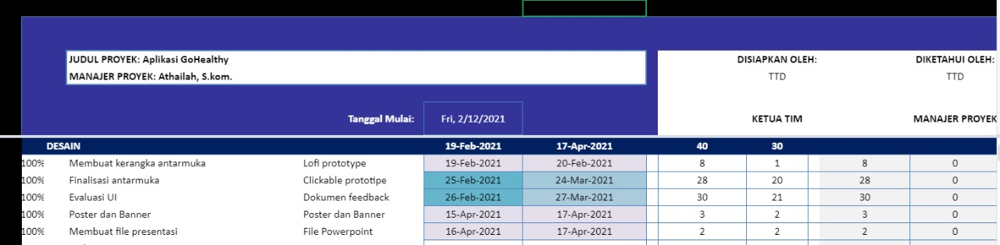 JUDUL PROYEK: Aplikasi GoHealthy
MANAJER PROYEK: Athailah, S.kom.
DISIAPKAN OLEH: DIKETAHUI OLEH:
TTD TTD
Tanggal Mulai: Fri, 2/12/2021 KETUA TIM MANAJER PROYEK
DESAIN 19-Feb-2021 17-Apr-2021 40 30
100% Membuat kerangka antarmuka Lofi prototype 19-Feb-2021 20-Feb-2021 8 1 8 0
100% Finalisasi antarmuka Clickable prototipe 25-Feb-2021 24-Mar-2021 28 20 28 0
100% Evaluasi UI Dokumen feedback 26-Feb-2021 27-Mar-2021 30 21 30 0
100% Poster dan Banner Poster dan Banner 15-Apr-2021 17-Apr-2021 3 2 3 0
100% Membuat file presentasi File Powerpoint 16-Apr-2021 17-Apr-2021 2 2 2 0